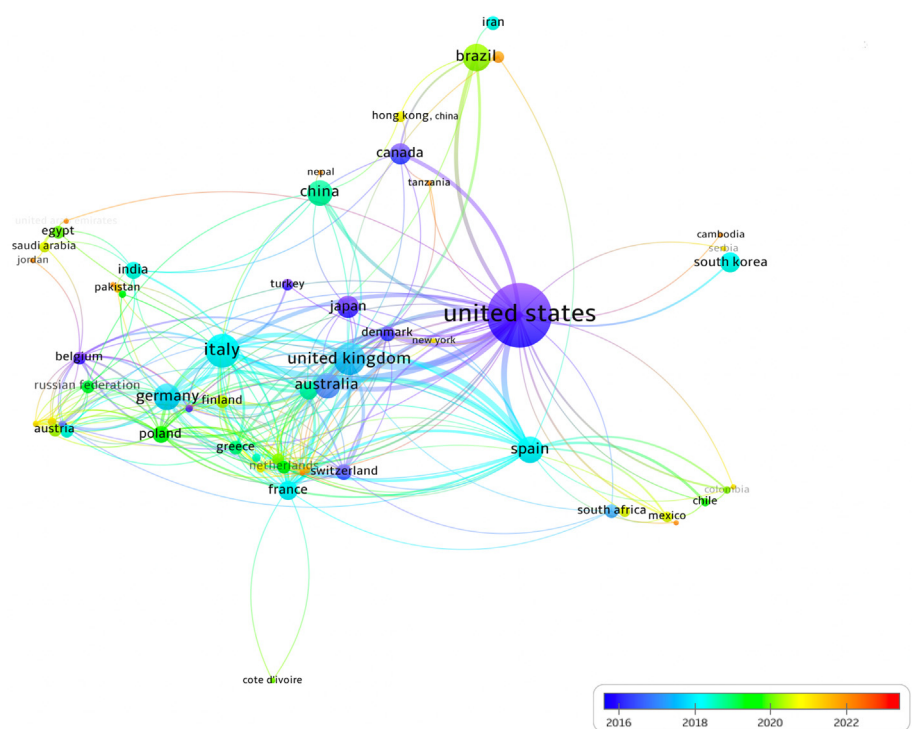 iran
brazil
hong kong, china
canada
nepal
tanzania
china
united arab emirates
egypt
cambodia
saudi arabia
serbia
jordan
south korea
india
turkey
pakistan
japan
united states
denmark
new york
italy
belgium
united kingdom
russian federation
australia
germany
finland
austria
poland
greece
spain
netherlands
switzerland
france
colombia
chile
south africa
mexico
cote d'ivoire
2016 2018 2020 2022